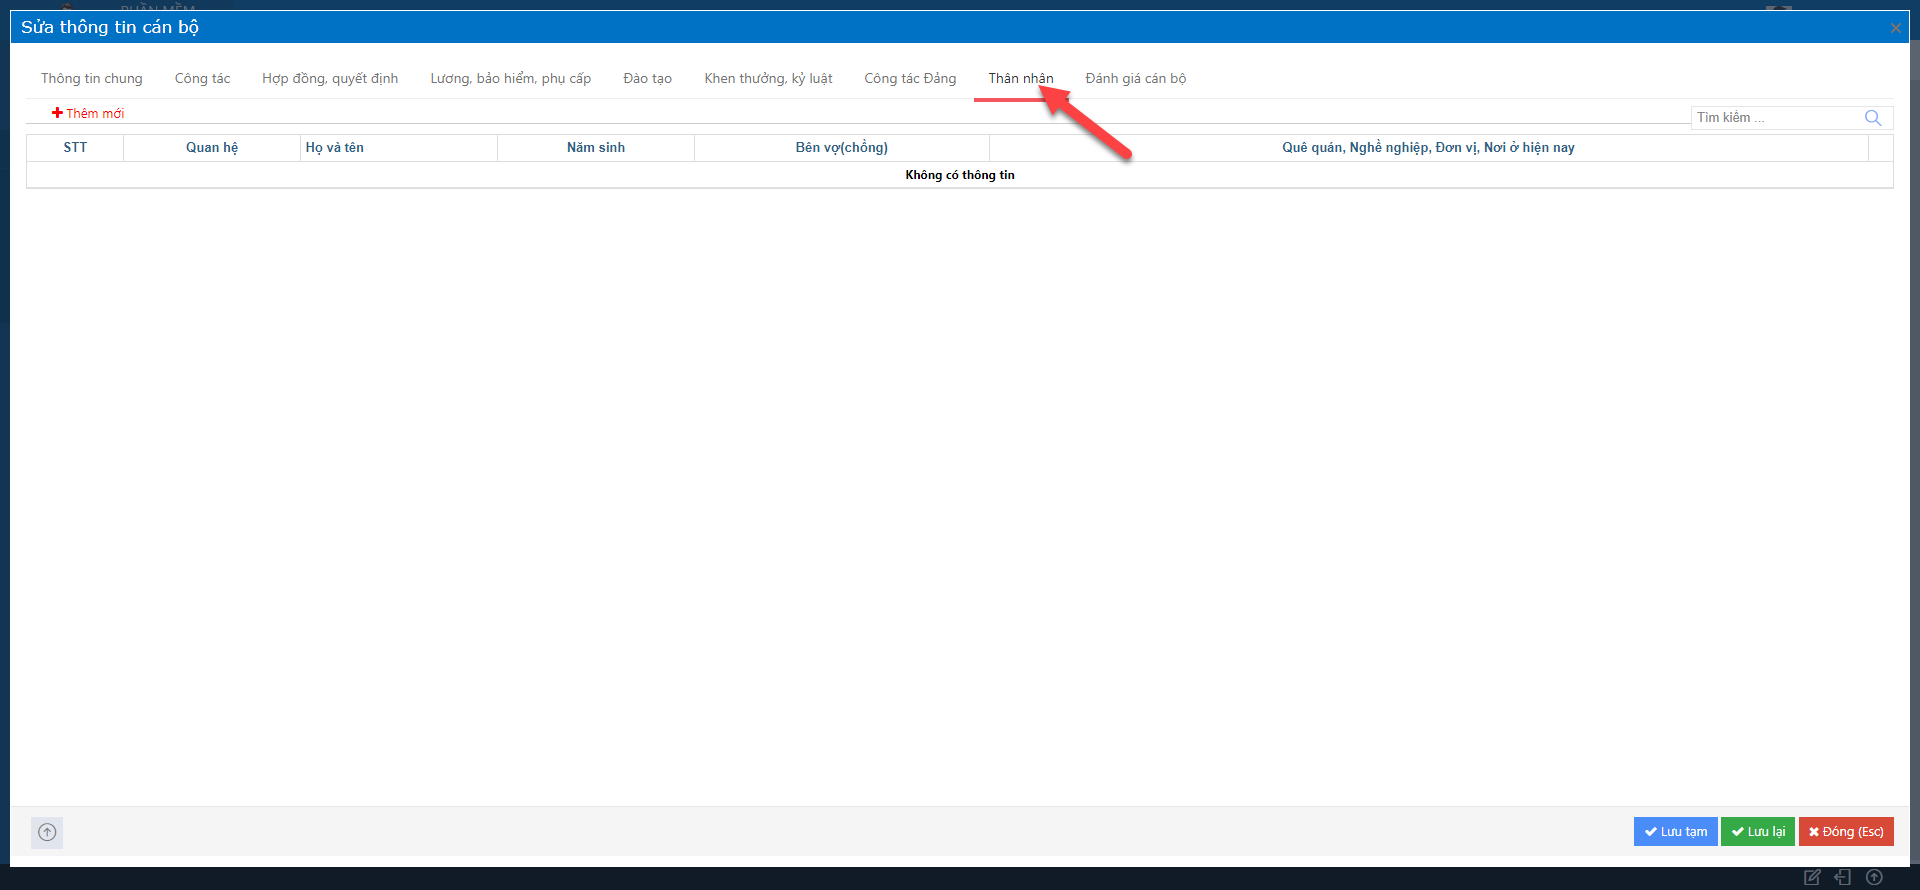 PHẦN MỀM
Sửa thông tin cán bộ
Thông tin chung Công tác Hợp đồng, quyết định Lương, bảo hiểm, phụ cấp Đào tạo Khen thưởng, kỷ luật Công tác Đảng Thân nhân Đánh giá cán bộ
Thêm mới
Tìm kiếm ...
STT Quan hệ Họ và tên Năm sinh Bên vợ(chồng) Quê quán, Nghề nghiệp, Đơn vị, Nơi ở hiện nay
Không có thông tin
Lưu tạm Lưu lại Đóng (Esc)